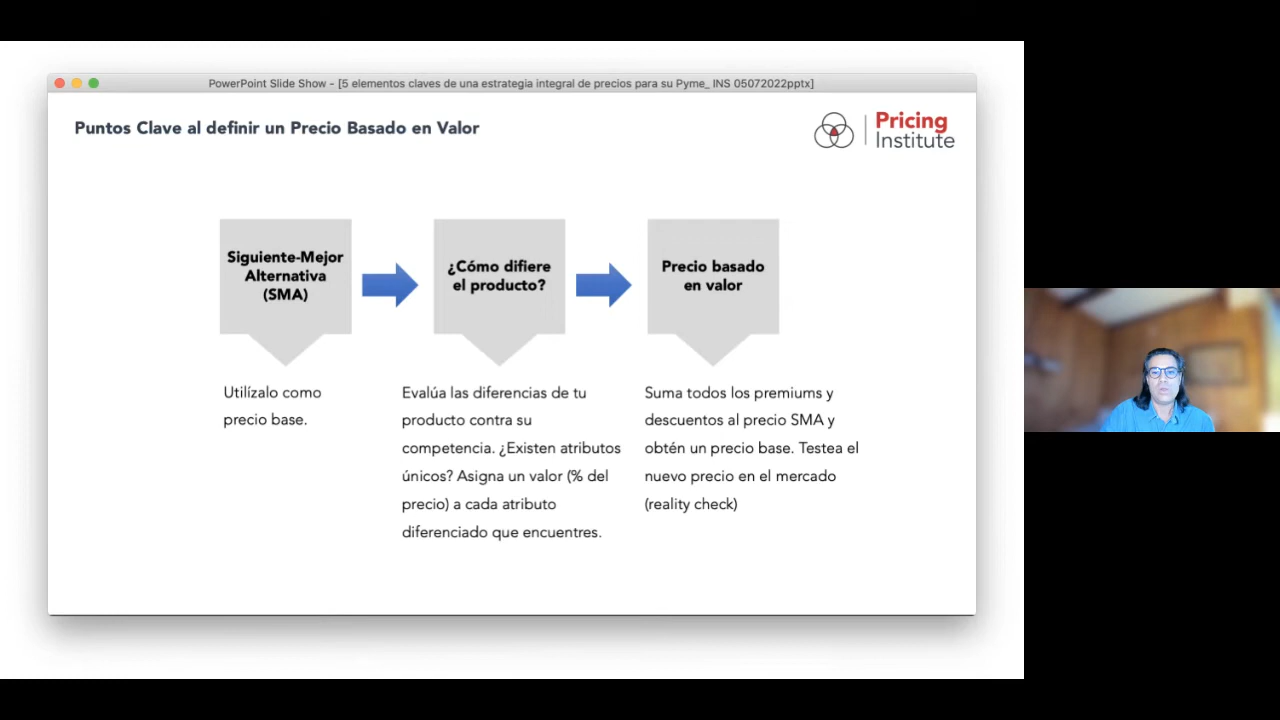 PowerPoint Slide Show - [5 elementos claves de una estrategia integral de precios para su Pyme_ INS 05072022pptx]
Puntos Clave al definir un Precio Basado en Valor
Pricing
Institute
Siguiente-Mejor
Alternativa
(SMA)
¿Cómo difiere
el producto?
Precio basado
en valor
Utilízalo como
precio base.
Evalúa las diferencias de tu
producto contra su
competencia. ¿Existen atributos
únicos? Asigna un valor (% del
precio) a cada atributo
diferenciado que encuentres.
Suma todos los premiums y
descuentos al precio SMA y
obtén un precio base. Testea el
nuevo precio en el mercado
(reality check)